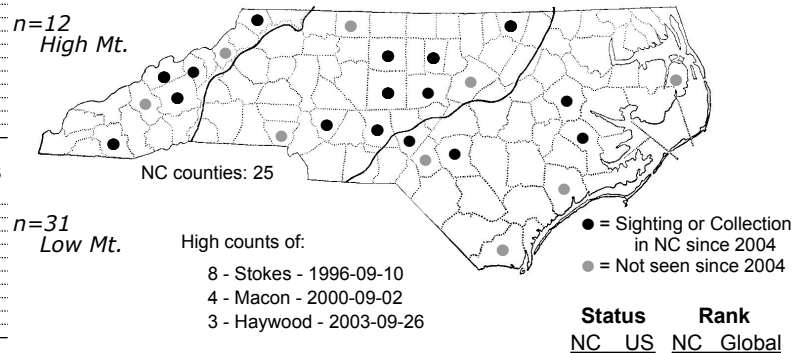 n=12
High Mt.
NC counties: 25
n=31
Low Mt.
High counts of:
8 - Stokes - 1996-09-10
4 - Macon - 2000-09-02
3 - Haywood - 2003-09-26
= Sighting or Collection
in NC since 2004
= Not seen since 2004
Status Rank
NC US NC Global